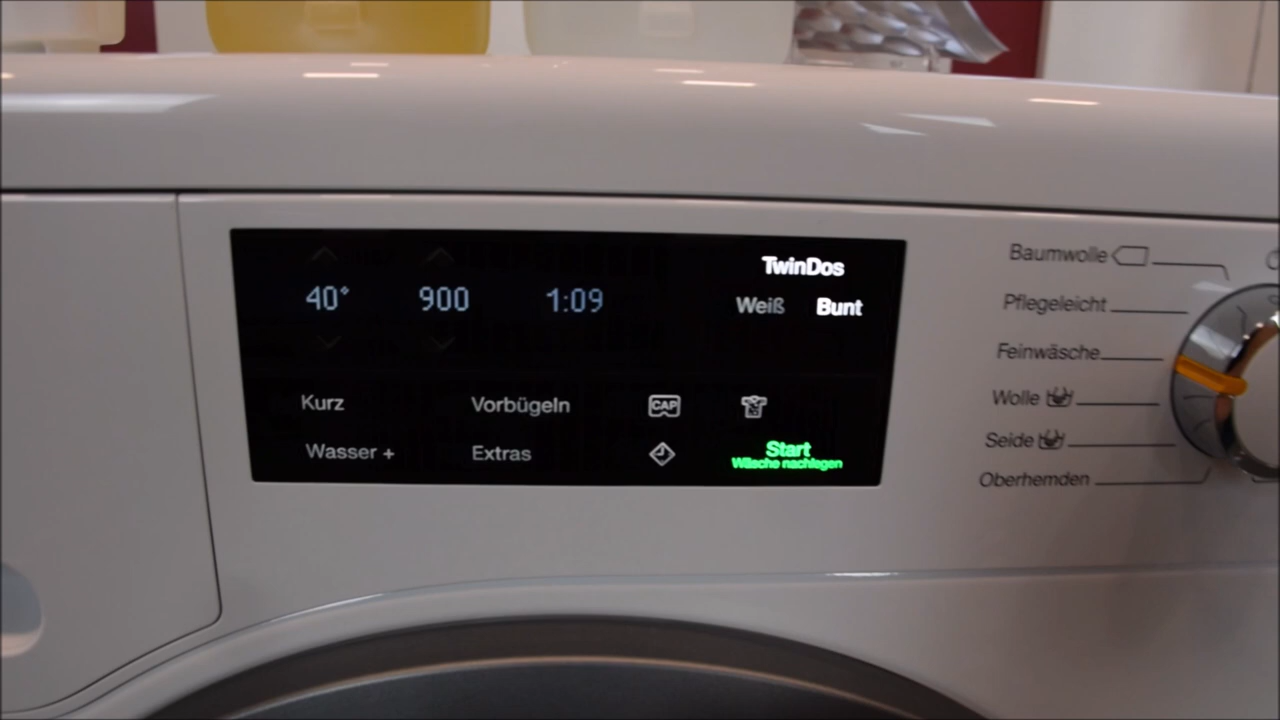 TwinDos
40° 900 1:09
Weiß Bunt
Kurz Vorbügeln CAP
Wasser + Extras
Start
Wäsche nachlegen
Baumwolle
Pflegeleicht
Feinwäsche
Wolle
Seide
Oberhemden